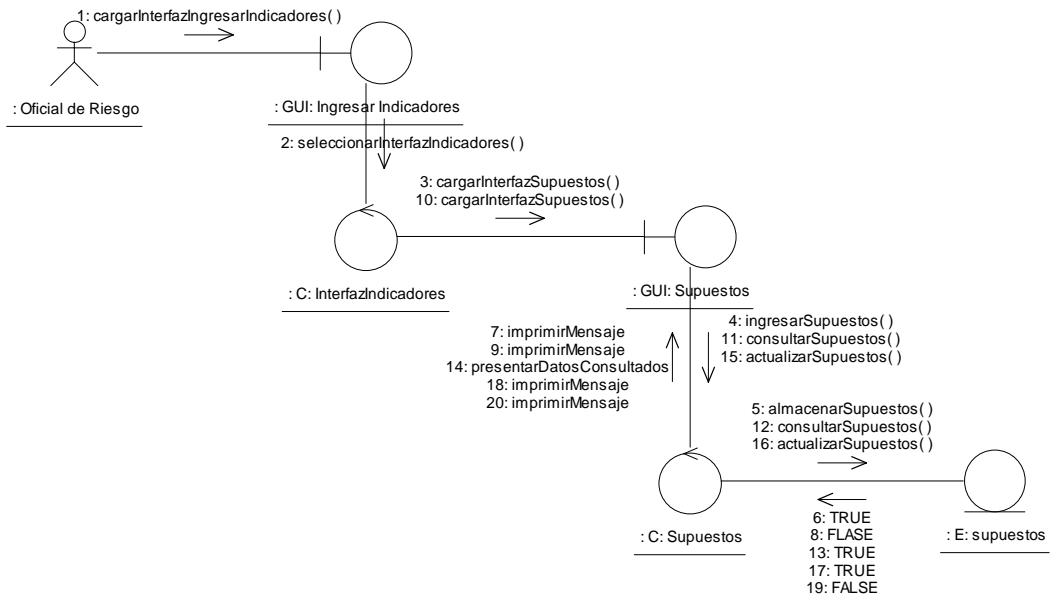 1: cargarInterfazIngresarIndicadores( )
: Oficial de Riesgo
: GUI: Ingresar Indicadores
2: seleccionarInterfazIndicadores( )
3: cargarInterfazSupuestos( )
10: cargarInterfazSupuestos( )
: C: InterfazIndicadores
: GUI: Supuestos
7: imprimirMensaje
9: imprimirMensaje
14: presentarDatosConsultados
18: imprimirMensaje
20: imprimirMensaje
4: ingresarSupuestos( )
11: consultarSupuestos( )
15: actualizarSupuestos( )
5: almacenarSupuestos( )
12: consultarSupuestos( )
16: actualizarSupuestos( )
: C: Supuestos
6: TRUE
8: FLASE
13: TRUE
17: TRUE
19: FALSE
: E: supuestos